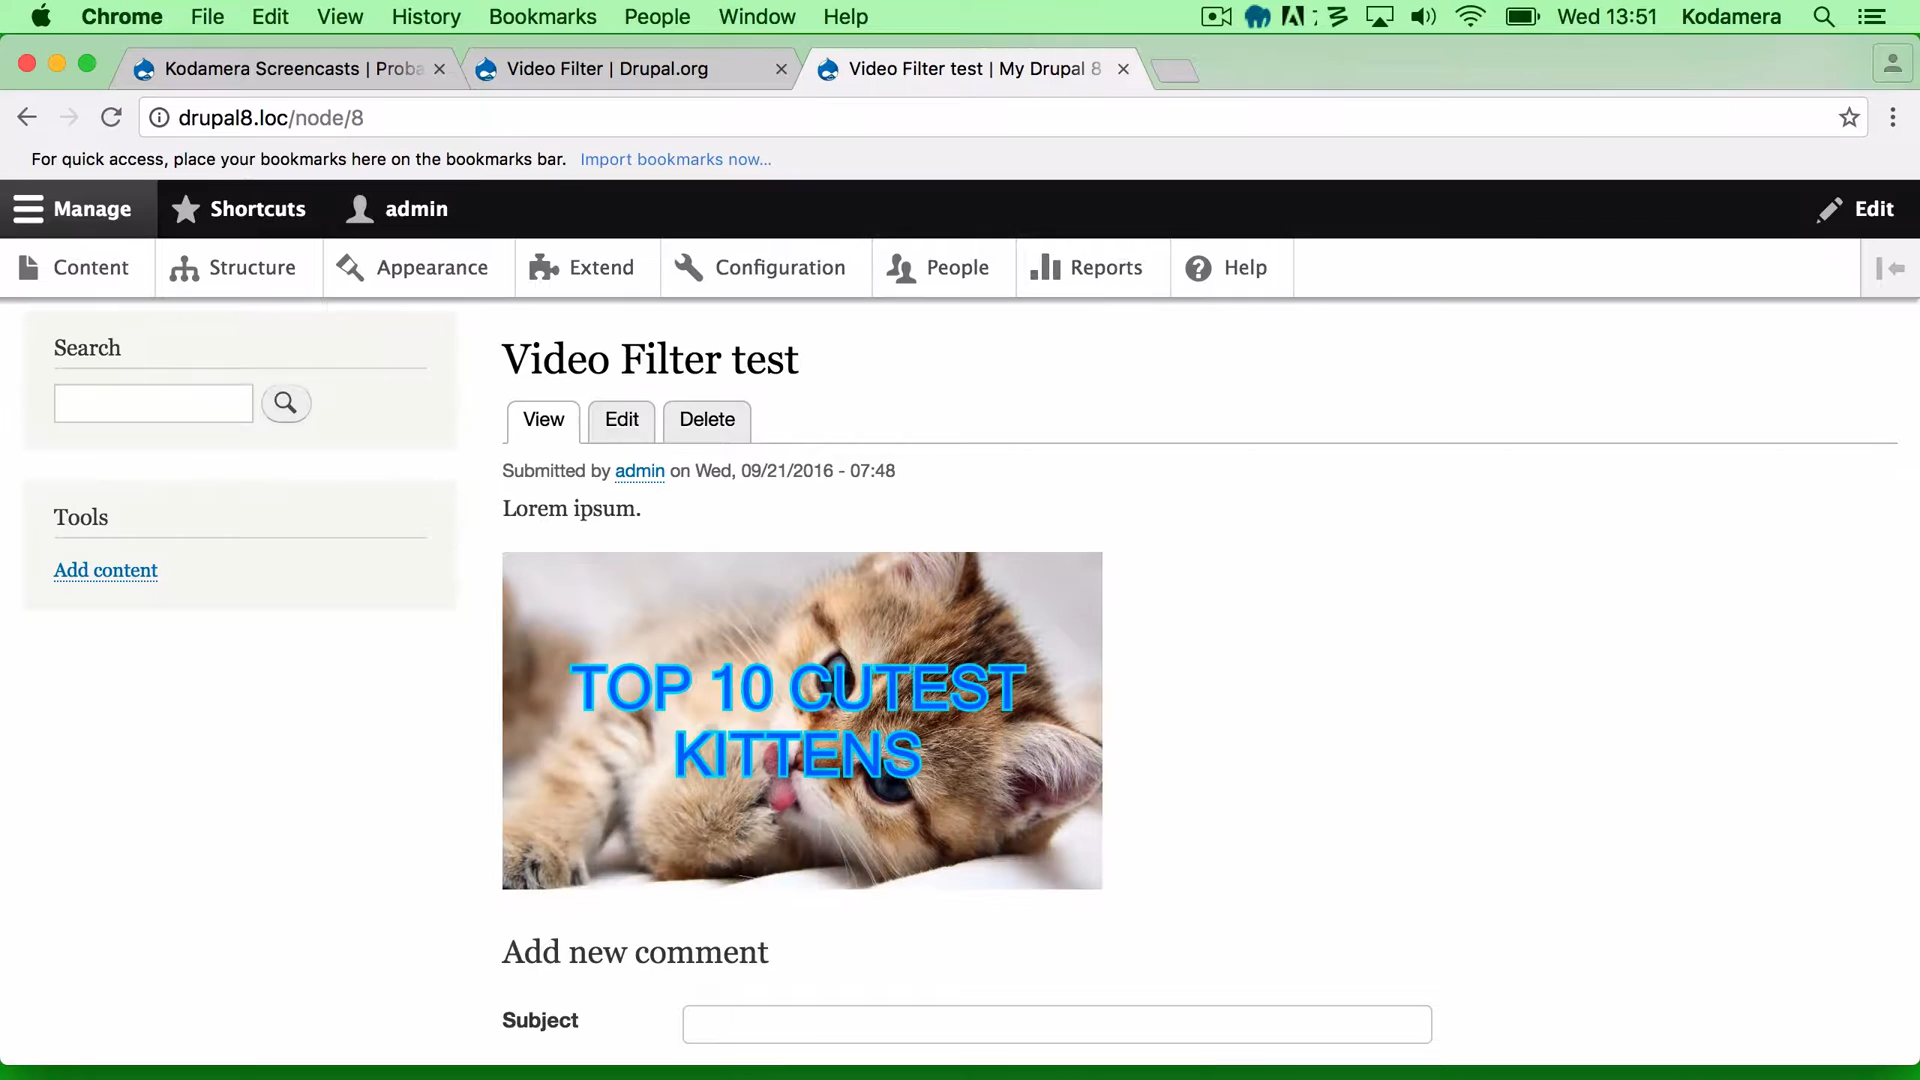 Chrome File Edit View History Bookmarks People Window Help Wed 13:51 Kodamera
Kodamera Screencasts | Proba
Video Filter | Drupal.org
Video Filter test | My Drupal 8
drupal8.loc/node/8
For quick access, place your bookmarks here on the bookmarks bar. Import bookmarks now...
Manage Shortcuts admin Edit
Content Structure Appearance Extend Configuration People Reports Help
Search
Tools
Add content
Video Filter test
View Edit Delete
Submitted by admin on Wed, 09/21/2016 - 07:48
Lorem ipsum.
TOP 10 CUTEST
KITTENS
Add new comment
Subject